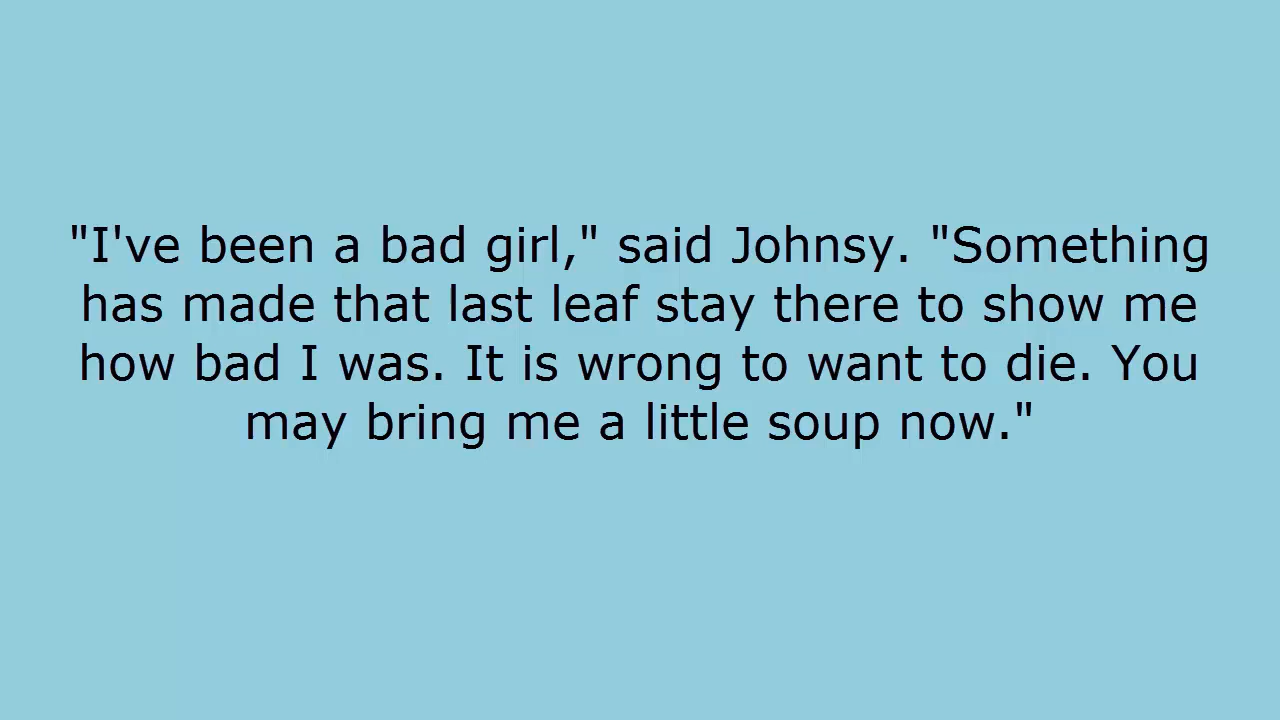 "I've been a bad girl," said Johnsy. "Something
has made that last leaf stay there to show me
how bad I was. It is wrong to want to die. You
may bring me a little soup now."